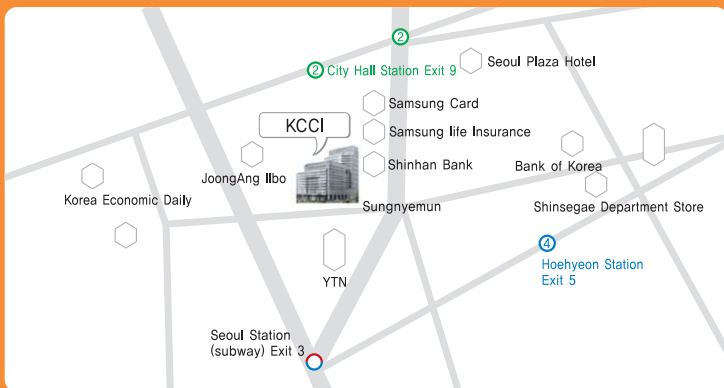 2
2 City Hall Station Exit 9
Seoul Plaza Hotel
Samsung Card
KCCI
Samsung life Insurance
Shinhan Bank
Bank of Korea
JoongAng Ilbo
Korea Economic Daily
Sungnyemun
Shinsegae Department Store
4
Hoehyeon Station
Exit 5
YTN
Seoul Station
(subway) Exit 3